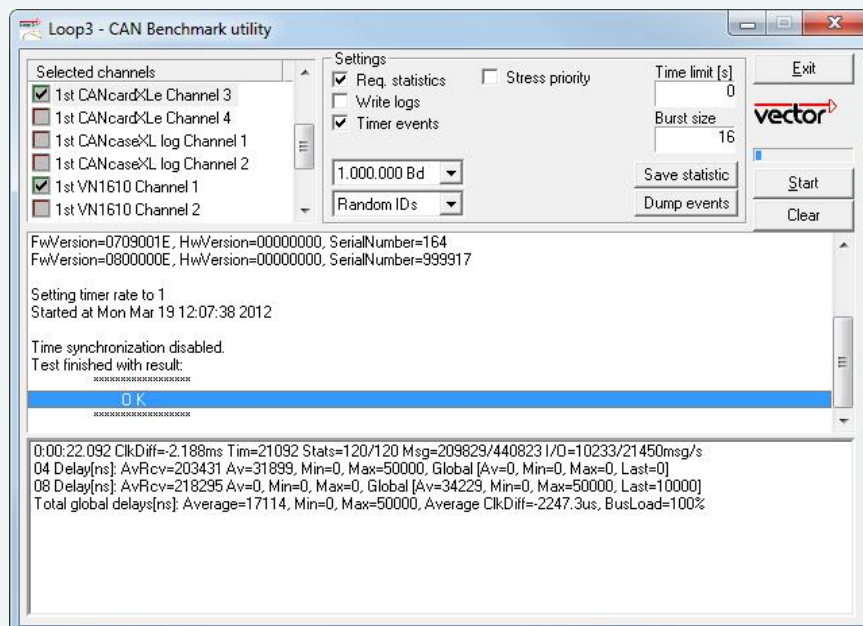 Loop3 - CAN Benchmark utility
Selected channels
1st CANcardXLe Channel 3
1st CANcardXLe Channel 4
1st CANcaseXL log Channel 1
1st CANcaseXL log Channel 2
1st VN1610 Channel 1
1st VN1610 Channel 2
Settings
Req. statistics
Write logs
Timer events
Stress priority
1.000.000 Bd
Random IDs
Time limit [s]
0
Burst size
16
Save statistic
Dump events
Exit
vector
Start
Clear
FwVersion=0709001E, HwVersion=00000000, SerialNumber=164
FwVersion=0800000E, HwVersion=00000000, SerialNumber=999917
Setting timer rate to 1
Started at Mon Mar 19 12:07:38 2012
Time synchronization disabled.
Test finished with result:
******************
O K
******************
0:00:22.092 ClkDiff=-2.188ms Tim=21092 Stats=120/120 Msg=209829/440823 I/O=10233/21450msg/s
04 Delay[ns]: AvRcv=203431 Av=31899, Min=0, Max=50000, Global [Av=0, Min=0, Max=0, Last=0]
08 Delay[ns]: AvRcv=218295 Av=0, Min=0, Max=0, Global [Av=34229, Min=0, Max=50000, Last=10000]
Total global delays[ns]: Average=17114, Min=0, Max=50000, Average ClkDiff=-2247.3us, BusLoad=100%